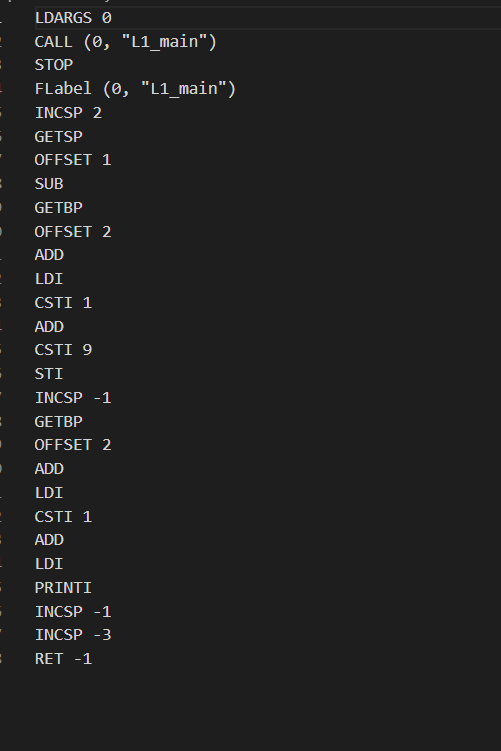 LDARGS 0
CALL (0, "L1_main")
STOP
FLabel (0, "L1_main")
INCSP 2
GETSP
OFFSET 1
SUB
GETBP
OFFSET 2
ADD
LDI
CSTI 1
ADD
CSTI 9
STI
INCSP -1
GETBP
OFFSET 2
ADD
LDI
CSTI 1
ADD
LDI
PRINTI
INCSP -1
INCSP -3
RET -1